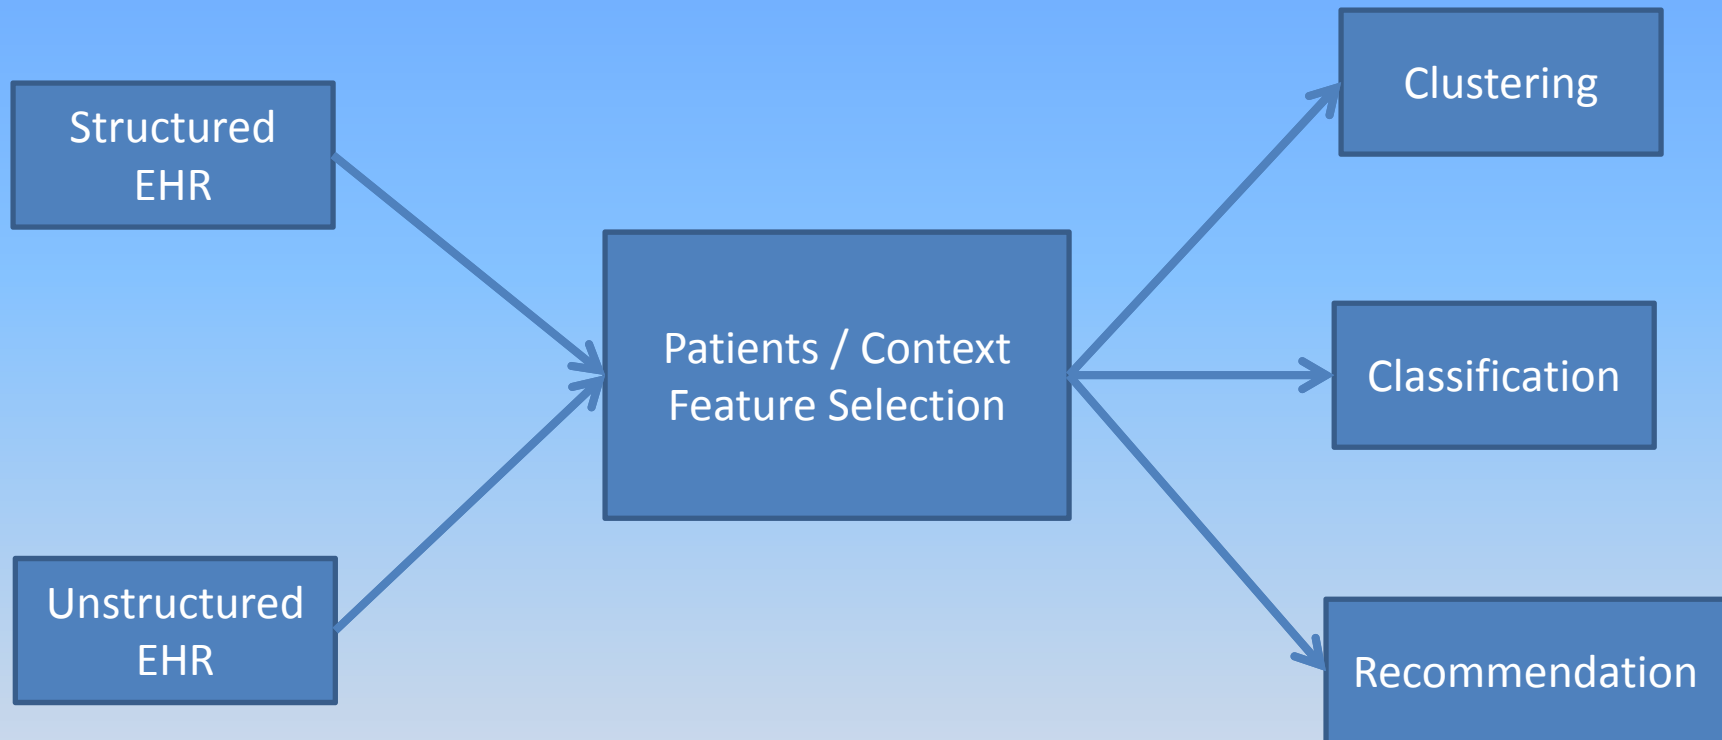 Structured
EHR
Unstructured
EHR
Patients / Context
Feature Selection
Clustering
Classification
Recommendation